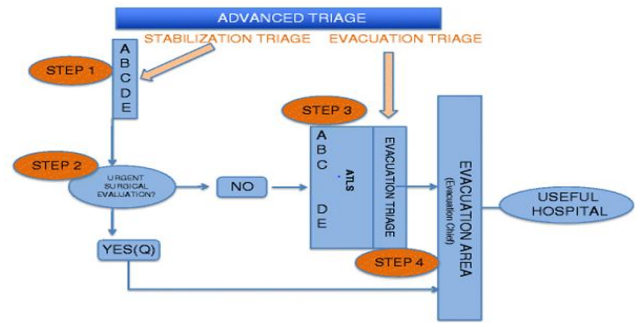 ADVANCED TRIAGE
STABILIZATION TRIAGE
EVACUATION TRIAGE
STEP 1
A
B
C
D
E
STEP 2
URGENT
SURGICAL
EVALUATION?
NO
YES(Q)
STEP 3
A
B
C
D
E
ATLS
EVACUATION TRIAGE
STEP 4
EVACUATION AREA
(Evacuation Chief)
USEFUL
HOSPITAL